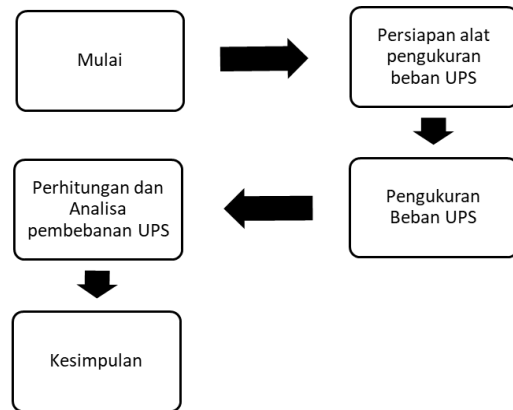 Mulai
Persiapan alat
pengukuran
beban UPS
Pengukuran
Beban UPS
Perhitungan dan
Analisa
pembebanan UPS
Kesimpulan